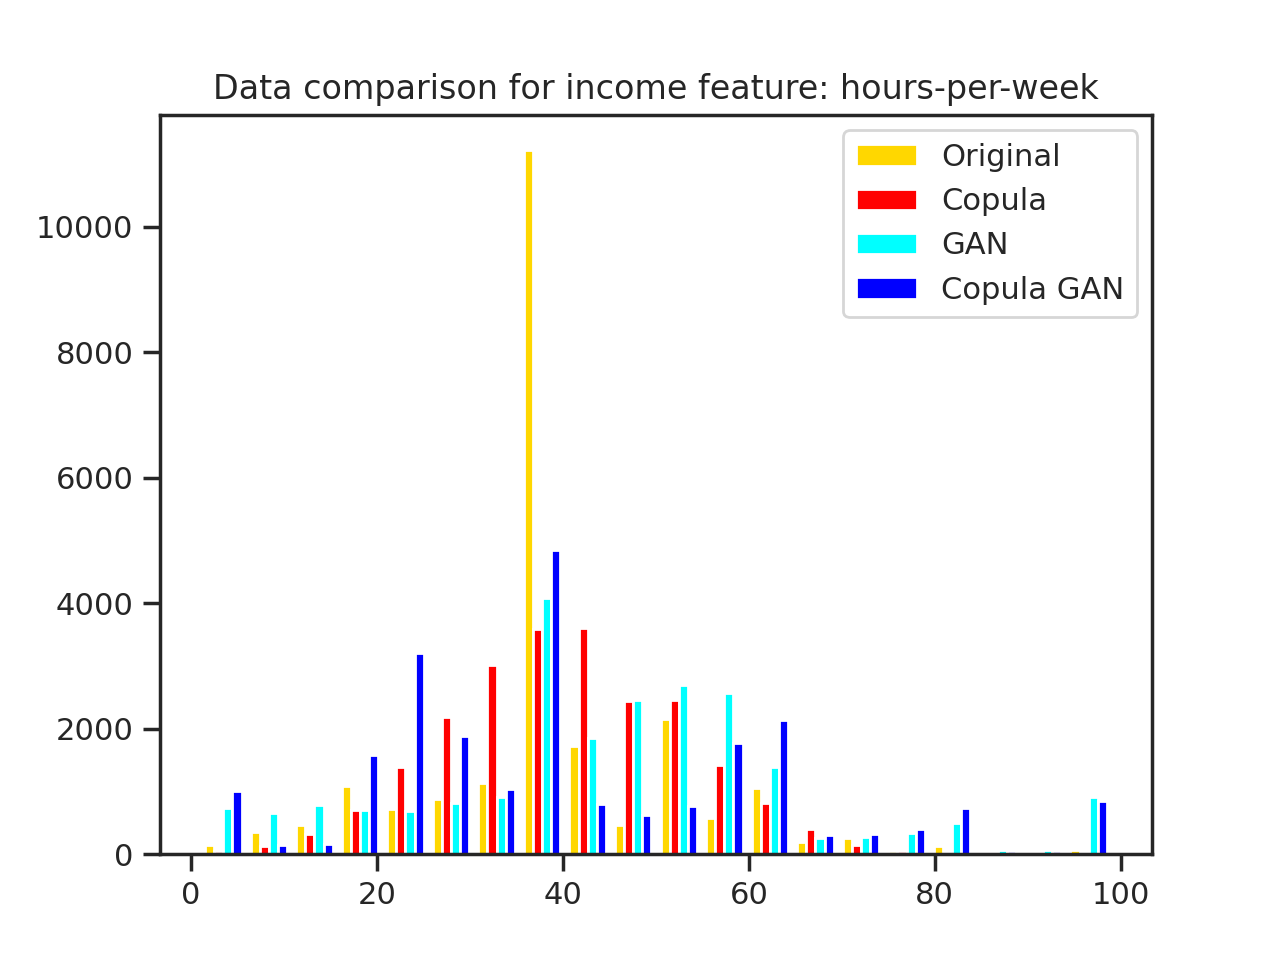 Data comparison for income feature: hours-per-week
Original
Copula
GAN
Copula GAN
10000
8000
6000
4000
2000
0
0 20 40 60 80 100